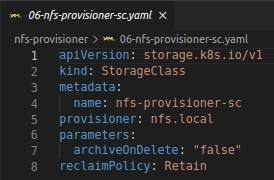 06-nfs-provisioner-sc.yaml ×
nfs-provisioner > 06-nfs-provisioner-sc.yaml
1 apiVersion: storage.k8s.io/v1
2 kind: StorageClass
3 metadata:
4   name: nfs-provisioner-sc
5 provisioner: nfs.local
6 parameters:
7   archiveOnDelete: "false"
8 reclaimPolicy: Retain